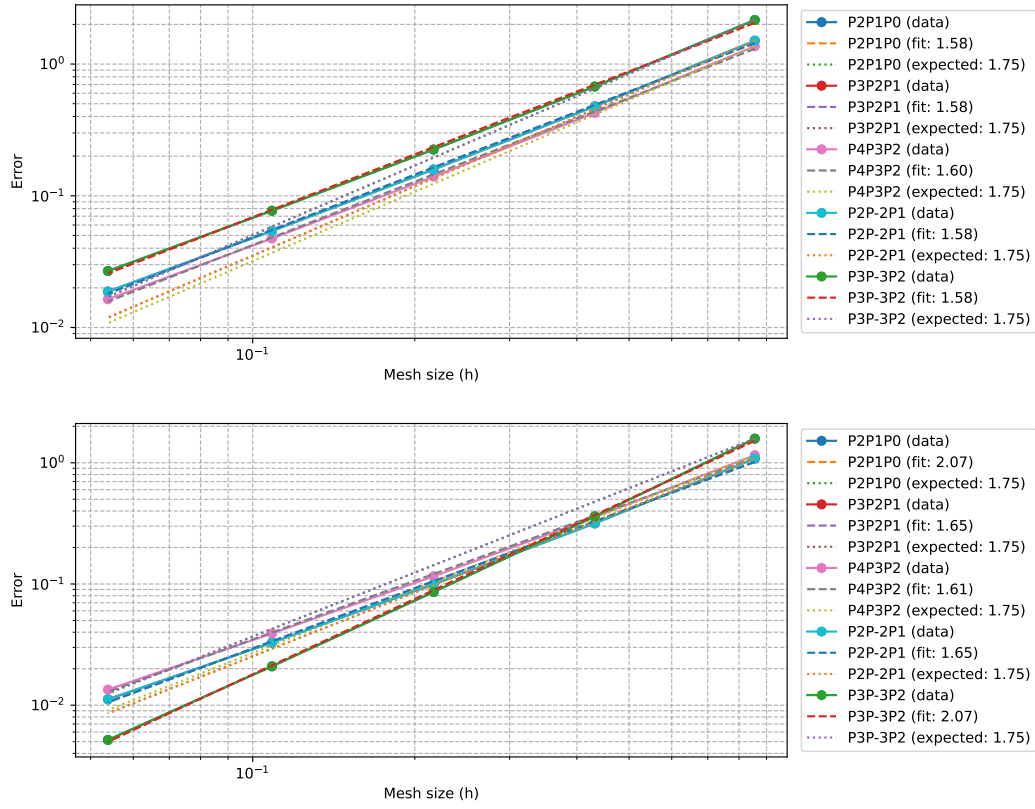 10⁰
10⁻¹
10⁻²
Error
10⁻¹
Mesh size (h)
P2P1P0 (data)
P2P1P0 (fit: 1.58)
P2P1P0 (expected: 1.75)
P3P2P1 (data)
P3P2P1 (fit: 1.58)
P3P2P1 (expected: 1.75)
P4P3P2 (data)
P4P3P2 (fit: 1.60)
P4P3P2 (expected: 1.75)
P2P-2P1 (data)
P2P-2P1 (fit: 1.58)
P2P-2P1 (expected: 1.75)
P3P-3P2 (data)
P3P-3P2 (fit: 1.58)
P3P-3P2 (expected: 1.75)
10⁰
10⁻¹
10⁻²
Error
10⁻¹
Mesh size (h)
P2P1P0 (data)
P2P1P0 (fit: 2.07)
P2P1P0 (expected: 1.75)
P3P2P1 (data)
P3P2P1 (fit: 1.65)
P3P2P1 (expected: 1.75)
P4P3P2 (data)
P4P3P2 (fit: 1.61)
P4P3P2 (expected: 1.75)
P2P-2P1 (data)
P2P-2P1 (fit: 1.65)
P2P-2P1 (expected: 1.75)
P3P-3P2 (data)
P3P-3P2 (fit: 2.07)
P3P-3P2 (expected: 1.75)